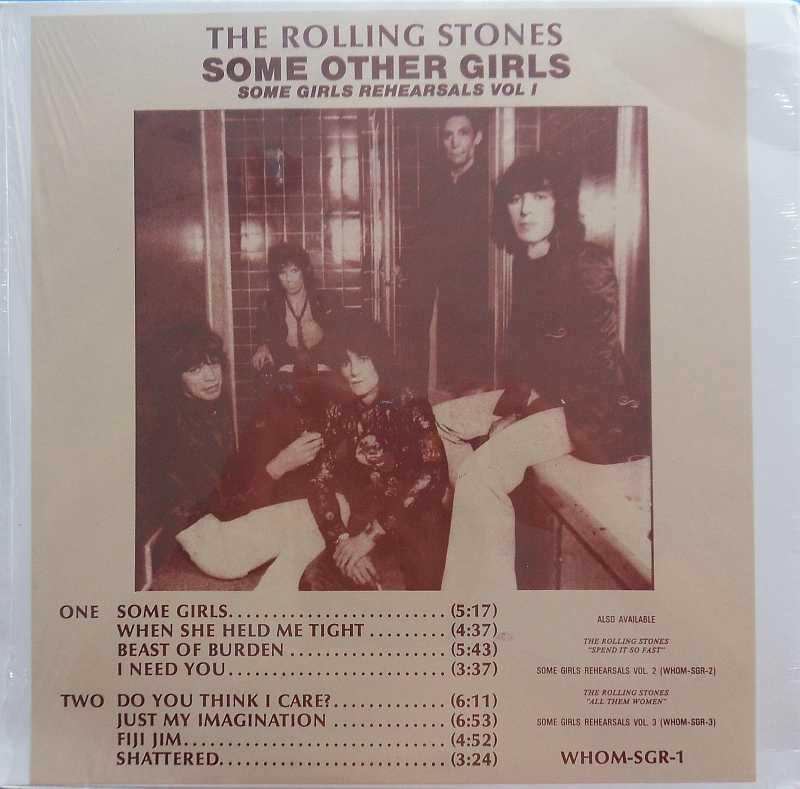 THE ROLLING STONES
SOME OTHER GIRLS
SOME GIRLS REHEARSALS VOL I
ONE SOME GIRLS......................... (5:17)
WHEN SHE HELD ME TIGHT ......... (4:37)
BEAST OF BURDEN .................. (5:43)
I NEED YOU......................... (3:37)
TWO DO YOU THINK I CARE?............. (6:11)
JUST MY IMAGINATION ............. (6:53)
FIJI JIM.............................. (4:52)
SHATTERED.......................... (3:24)
ALSO AVAILABLE
THE ROLLING STONES
"SPEND IT SO FAST"
SOME GIRLS REHEARSALS VOL. 2 (WHOM-SGR-2)
THE ROLLING STONES
"ALL THEM WOMEN"
SOME GIRLS REHEARSALS VOL. 3 (WHOM-SGR-3)
WHOM-SGR-1